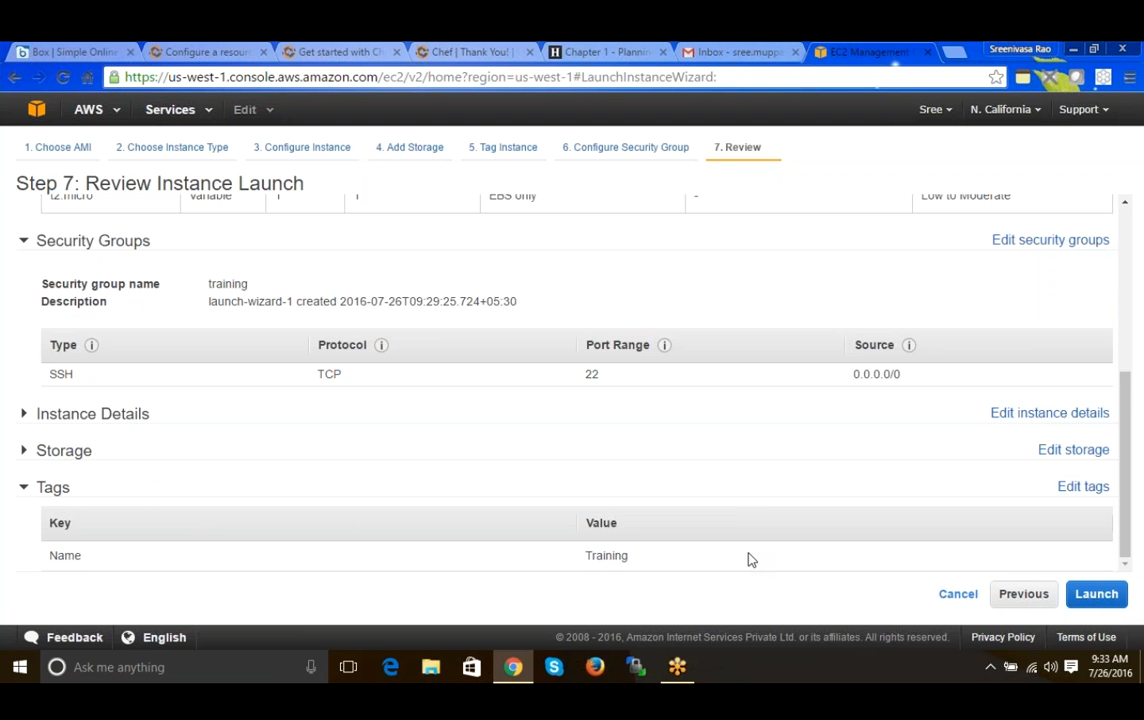 Box | Simple Online
Configure a resour
Get started with Ch
Chef | Thank You! |
Chapter 1 - Plannin
Inbox - sree.muppa
EC2 Management
Sreenivasa Rao
https://us-west-1.console.aws.amazon.com/ec2/v2/home?region=us-west-1#LaunchInstanceWizard:
AWS Services Edit Sree N. California Support
1. Choose AMI 2. Choose Instance Type 3. Configure Instance 4. Add Storage 5. Tag Instance 6. Configure Security Group 7. Review
Step 7: Review Instance Launch
t2.micro Variable 1 1 EBS only - Low to Moderate
Security Groups Edit security groups
Security group name training
Description launch-wizard-1 created 2016-07-26T09:29:25.724+05:30
Type Protocol Port Range Source
SSH TCP 22 0.0.0.0/0
Instance Details Edit instance details
Storage Edit storage
Tags Edit tags
Key Value
Name Training
Cancel Previous Launch
Feedback English © 2008 - 2016, Amazon Internet Services Private Ltd. or its affiliates. All rights reserved. Privacy Policy Terms of Use
Ask me anything
9:33 AM
7/26/2016